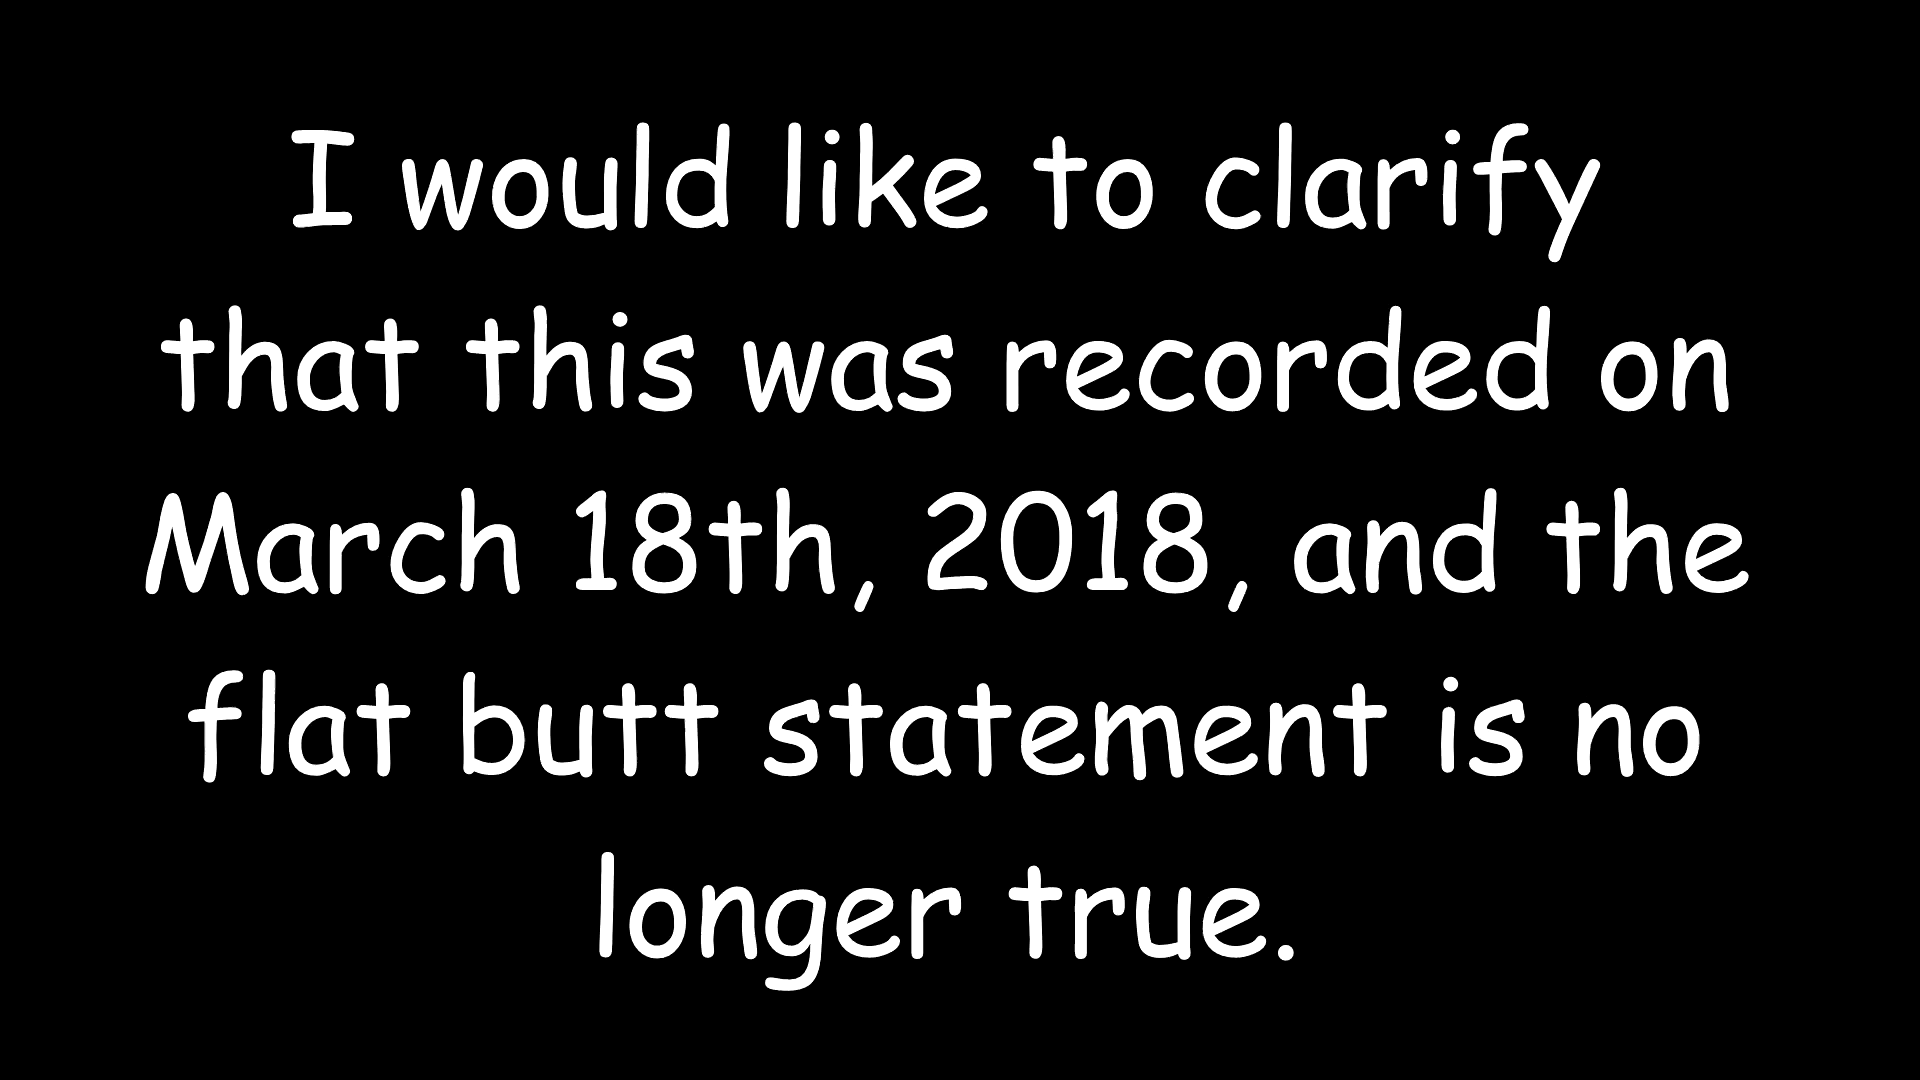 I would like to clarify
that this was recorded on
March 18th, 2018, and the
flat butt statement is no
longer true.